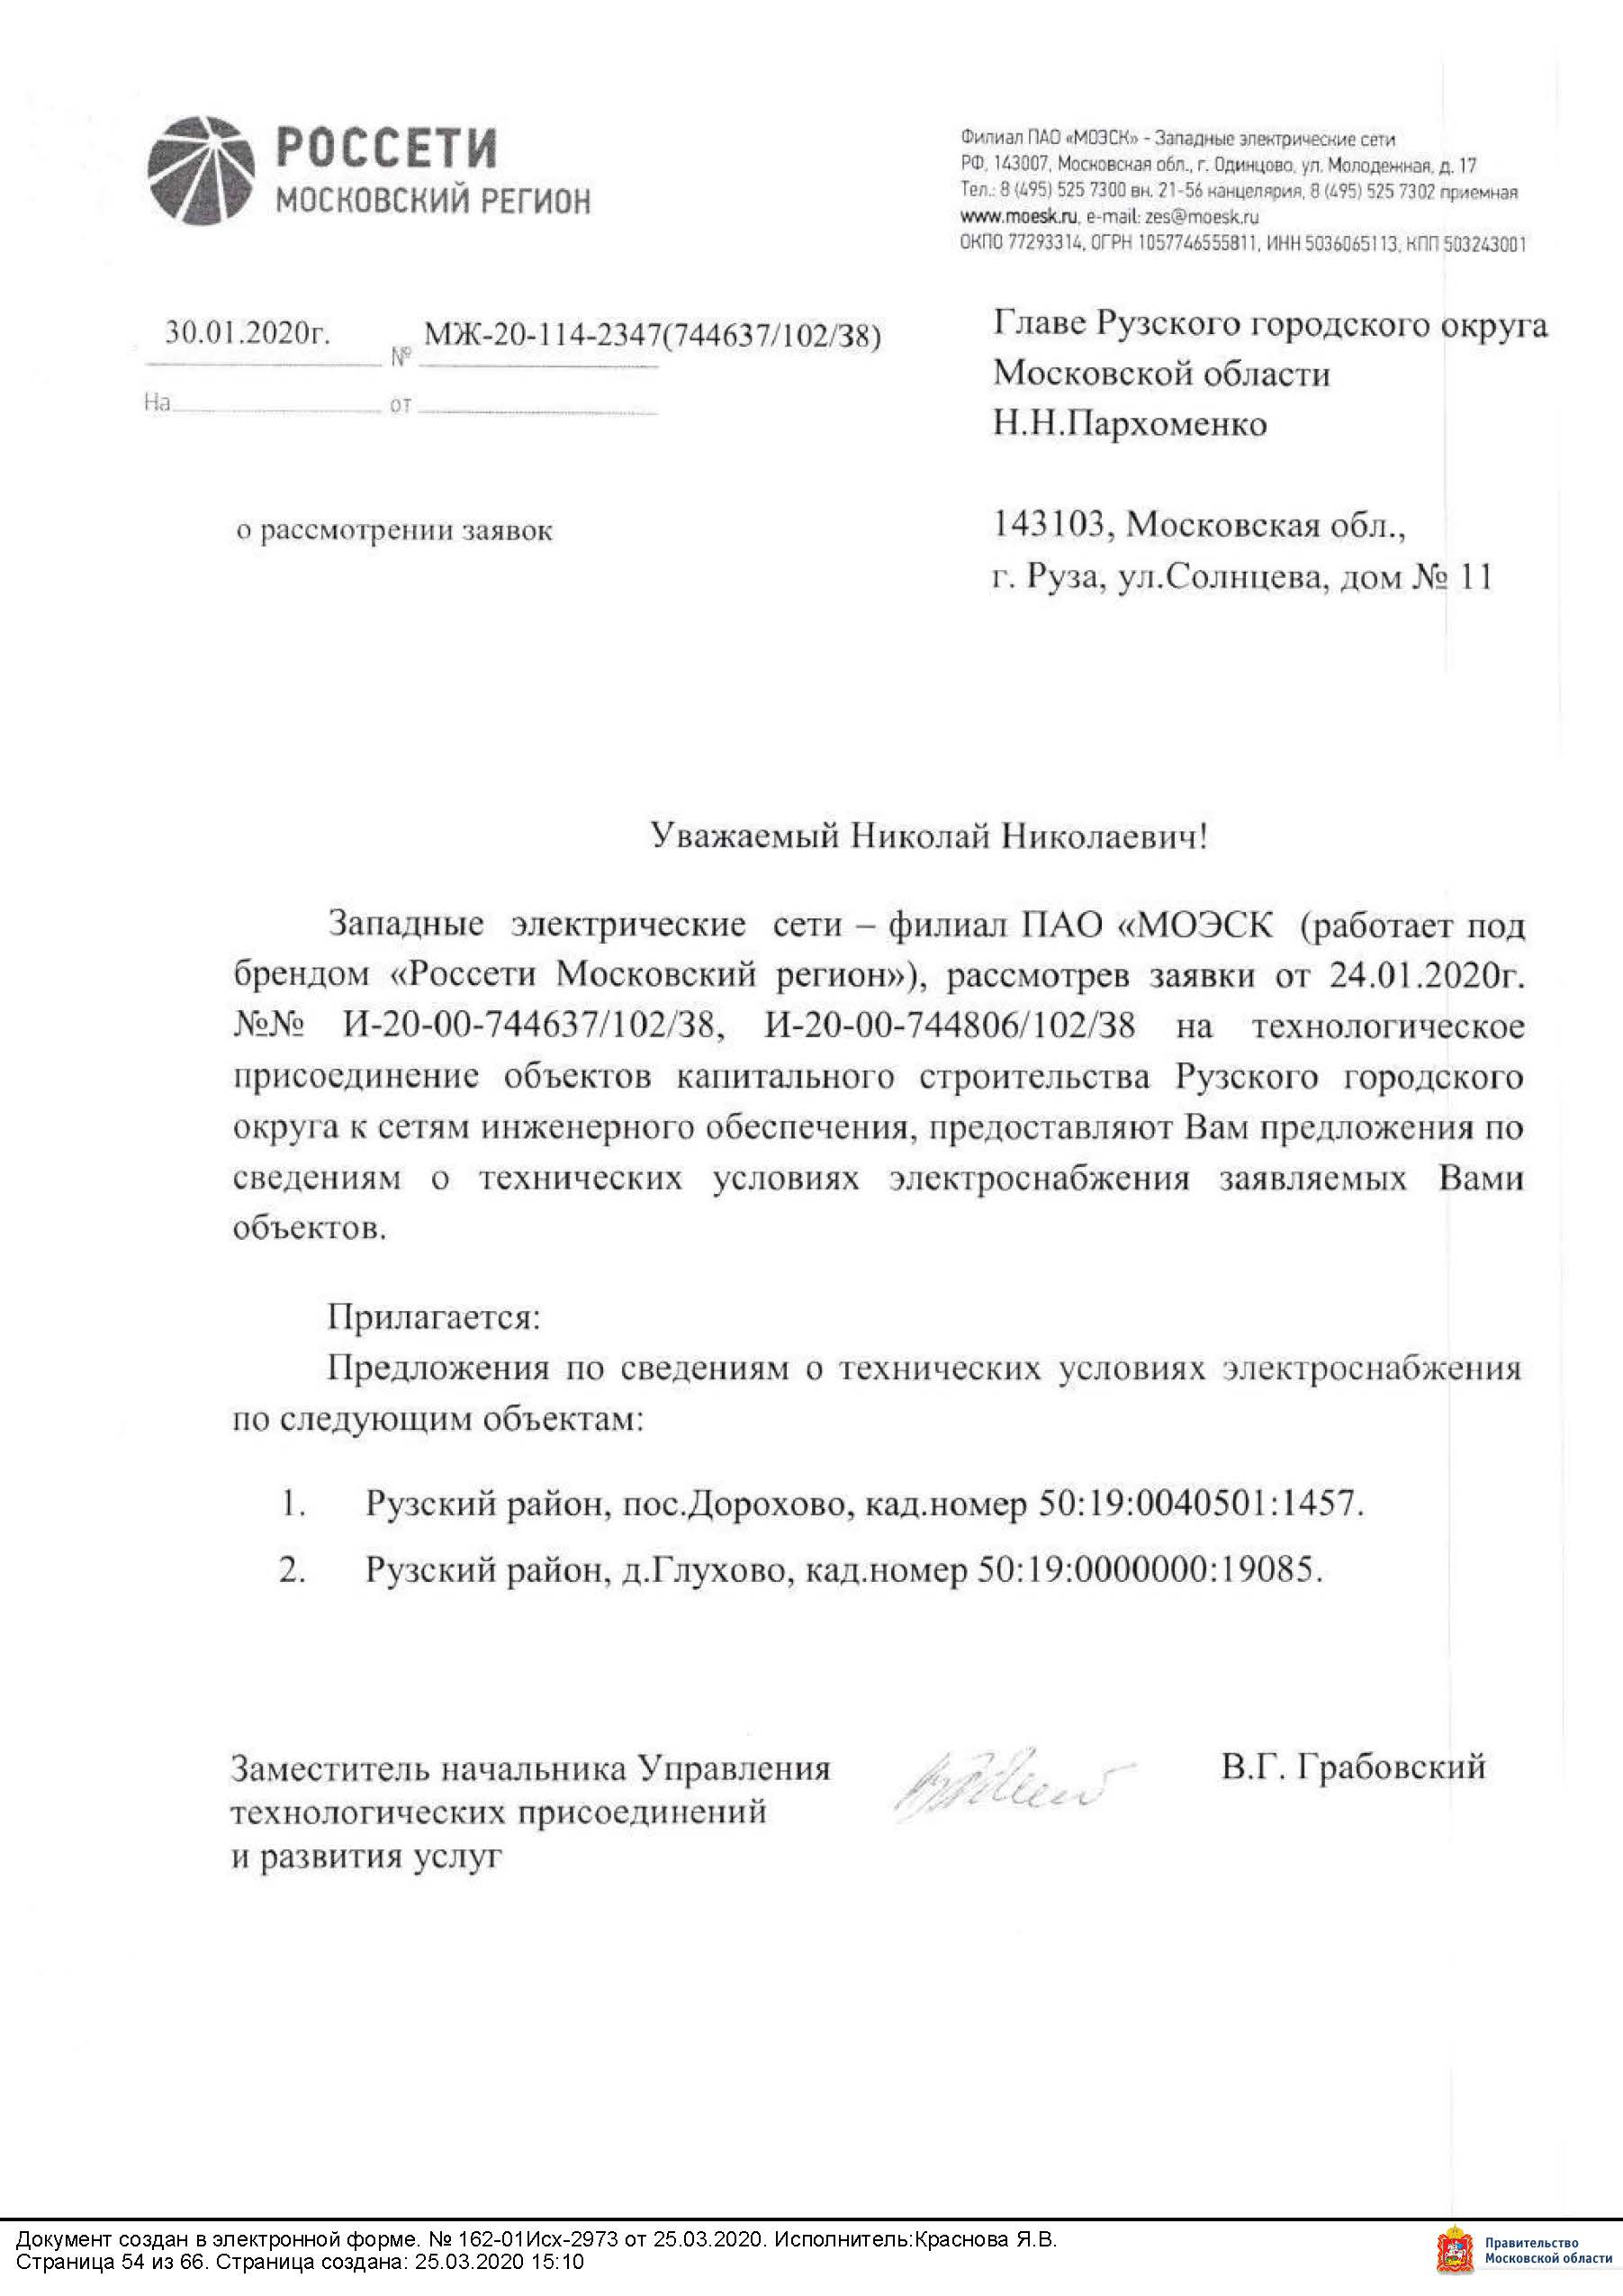 РОССЕТИ
МОСКОВСКИЙ РЕГИОН
Филиал ПАО «МОЭСК» - Западные электрические сети
РФ, 143007, Московская обл., г. Одинцово, ул. Молодежная, д. 17
Тел.: 8 (495) 525 7300 вн. 21-56 канцелярия, 8 (495) 525 7302 приемная
www.moesk.ru, e-mail: zes@moesk.ru
ОКПО 77293314, ОГРН 1057746555811, ИНН 5036065113, КПП 503243001
30.01.2020г. № МЖ-20-114-2347(744637/102/З8)
На от
Главе Рузского городского округа
Московской области
Н.Н.Пархоменко
143103, Московская обл.,
г. Руза, ул.Солнцева, дом № 11
о рассмотрении заявок
Уважаемый Николай Николаевич!
Западные электрические сети – филиал ПАО «МОЭСК (работает под
брендом «Россети Московский регион»), рассмотрев заявки от 24.01.2020г.
№№ И-20-00-744637/102/З8, И-20-00-744806/102/З8 на технологическое
присоединение объектов капитального строительства Рузского городского
округа к сетям инженерного обеспечения, предоставляют Вам предложения по
сведениям о технических условиях электроснабжения заявляемых Вами
объектов.
Прилагается:
Предложения по сведениям о технических условиях электроснабжения
по следующим объектам:
1. Рузский район, пос.Дорохово, кад.номер 50:19:0040501:1457.
2. Рузский район, д.Глухово, кад.номер 50:19:0000000:19085.
Заместитель начальника Управления
технологических присоединений
и развития услуг
В.Г. Грабовский
Документ создан в электронной форме. № 162-01Исх-2973 от 25.03.2020. Исполнитель:Краснова Я.В.
Страница 54 из 66. Страница создана: 25.03.2020 15:10
Правительство
Московской области